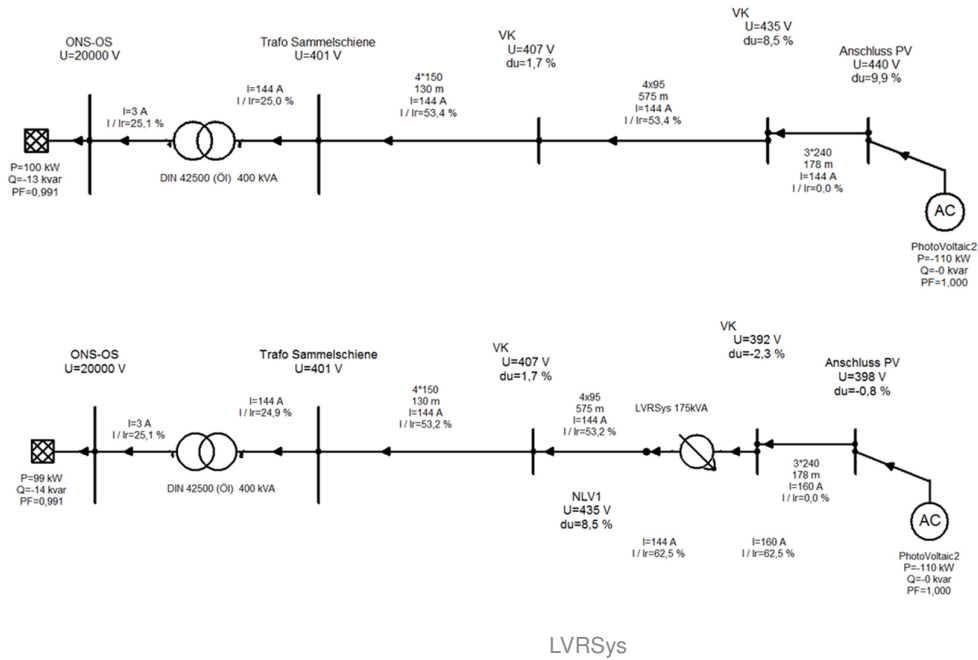 ONS-OS
U=20000 V
Trafo Sammelschiene
U=401 V
VK
U=407 V
du=1,7 %
VK
U=435 V
du=8,5 %
Anschluss PV
U=440 V
du=9,9 %
I=3 A
I / Ir=25,1 %
I=144 A
I / Ir=25,0 %
4*150
130 m
I=144 A
I / Ir=53,4 %
4x95
575 m
I=144 A
I / Ir=53,4 %
3*240
178 m
I=144 A
I / Ir=0,0 %
P=100 kW
Q=-13 kvar
PF=0,991
DIN 42500 (Öl) 400 kVA
AC
PhotoVoltaic2
P=-110 kW
Q=-0 kvar
PF=1,000
ONS-OS
U=20000 V
Trafo Sammelschiene
U=401 V
VK
U=407 V
du=1,7 %
VK
U=392 V
du=-2,3 %
Anschluss PV
U=398 V
du=-0,8 %
I=3 A
I / Ir=25,1 %
I=144 A
I / Ir=24,9 %
4*150
130 m
I=144 A
I / Ir=53,2 %
4x95
575 m
I=144 A
I / Ir=53,2 %
LVRSys 175kVA
3*240
178 m
I=160 A
I / Ir=0,0 %
P=99 kW
Q=-14 kvar
PF=0,991
DIN 42500 (Öl) 400 kVA
NLV1
U=435 V
du=8,5 %
I=144 A
I / Ir=62,5 %
I=160 A
I / Ir=62,5 %
AC
PhotoVoltaic2
P=-110 kW
Q=-0 kvar
PF=1,000
LVRSys